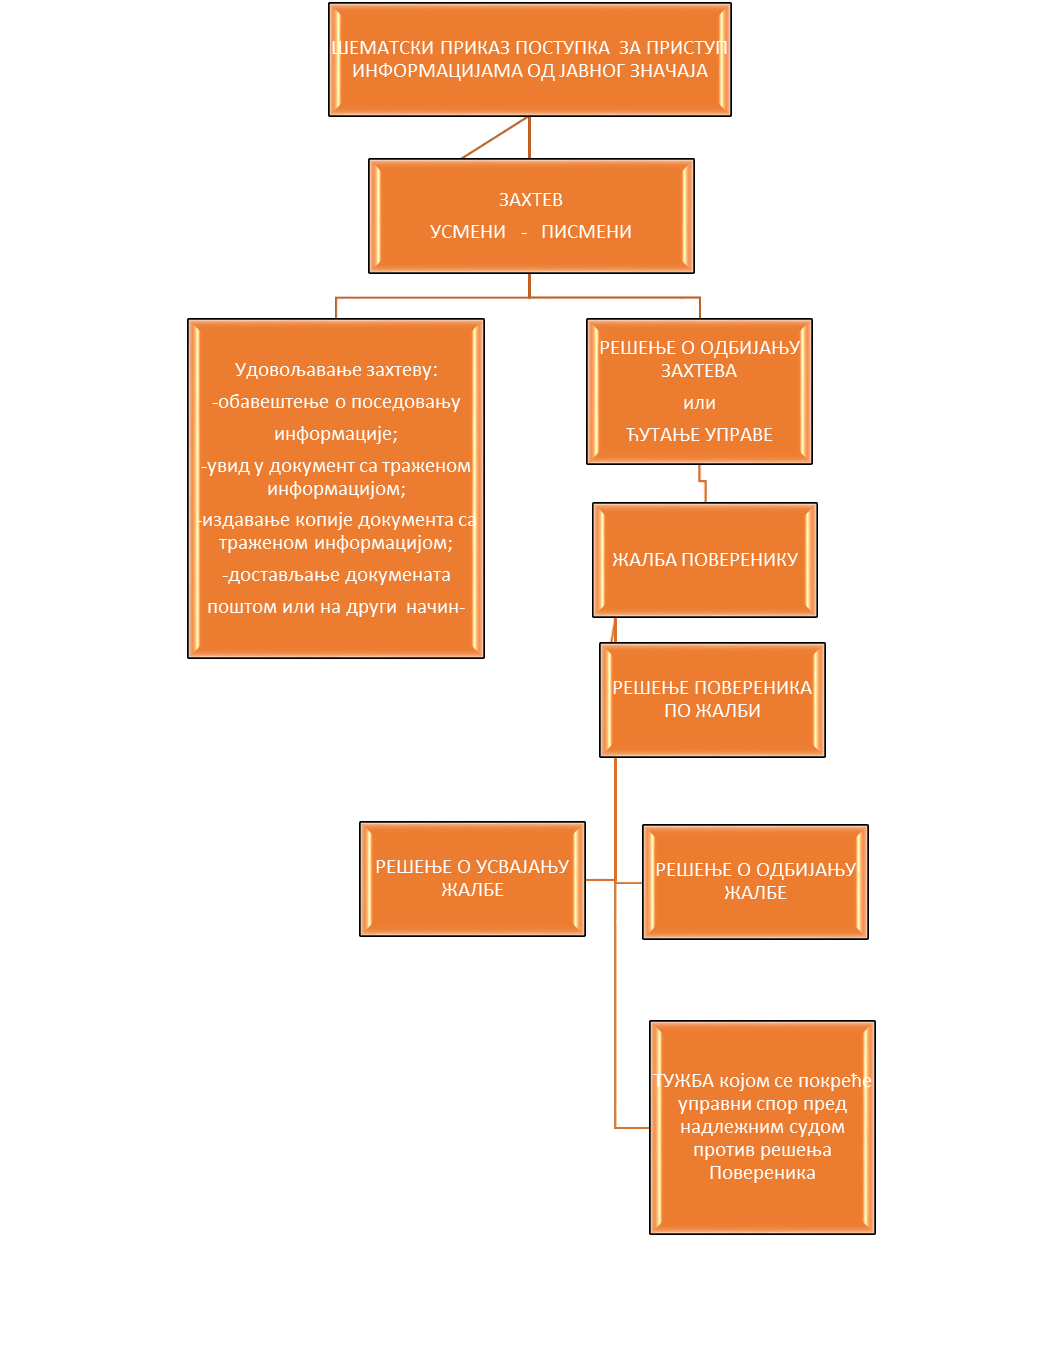 ШЕМАТСКИ ПРИКАЗ ПОСТУПКА ЗА ПРИСТУП
ИНФОРМАЦИЈАМА ОД ЈАВНОГ ЗНАЧАЈА
ЗАХТЕВ
УСМЕНИ - ПИСМЕНИ
Удовољавање захтеву:
-обавештење о поседовању
информације;
-увид у документ са траженом
информацијом;
-издавање копије документа са
траженом информацијом;
-достављање докумената
поштом или на други начин-
РЕШЕЊЕ О ОДБИЈАЊУ
ЗАХТЕВА
или
ЋУТАЊЕ УПРАВЕ
ЖАЛБА ПОВЕРЕНИКУ
РЕШЕЊЕ ПОВЕРЕНИКА
ПО ЖАЛБИ
РЕШЕЊЕ О УСВАЈАЊУ
ЖАЛБЕ
РЕШЕЊЕ О ОДБИЈАЊУ
ЖАЛБЕ
ТУЖБА којом се покреће
управни спор пред
надлежним судом
против решења
Повереника